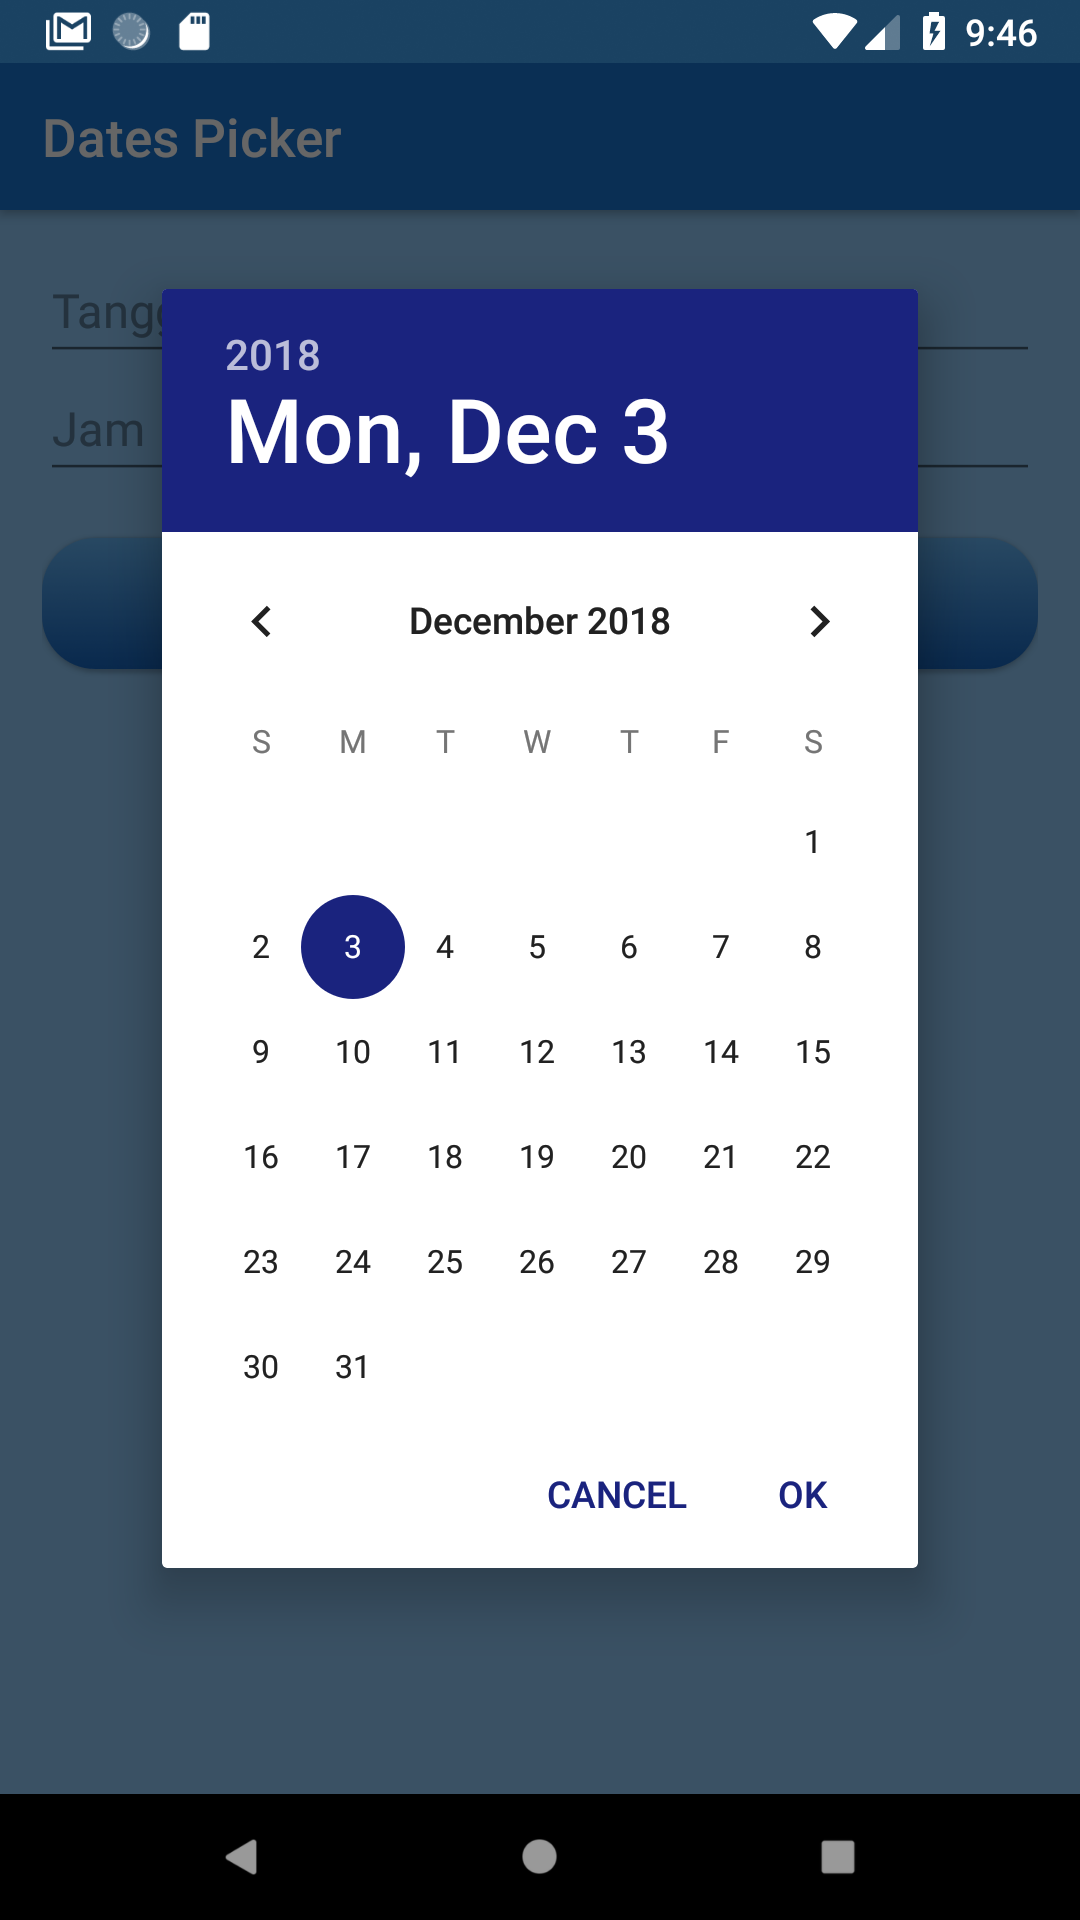 9:46
Dates Picker
Jam
2018
Mon, Dec 3
December 2018
S M T W T F S
1
2 3 4 5 6 7 8
9 10 11 12 13 14 15
16 17 18 19 20 21 22
23 24 25 26 27 28 29
30 31
CANCEL OK